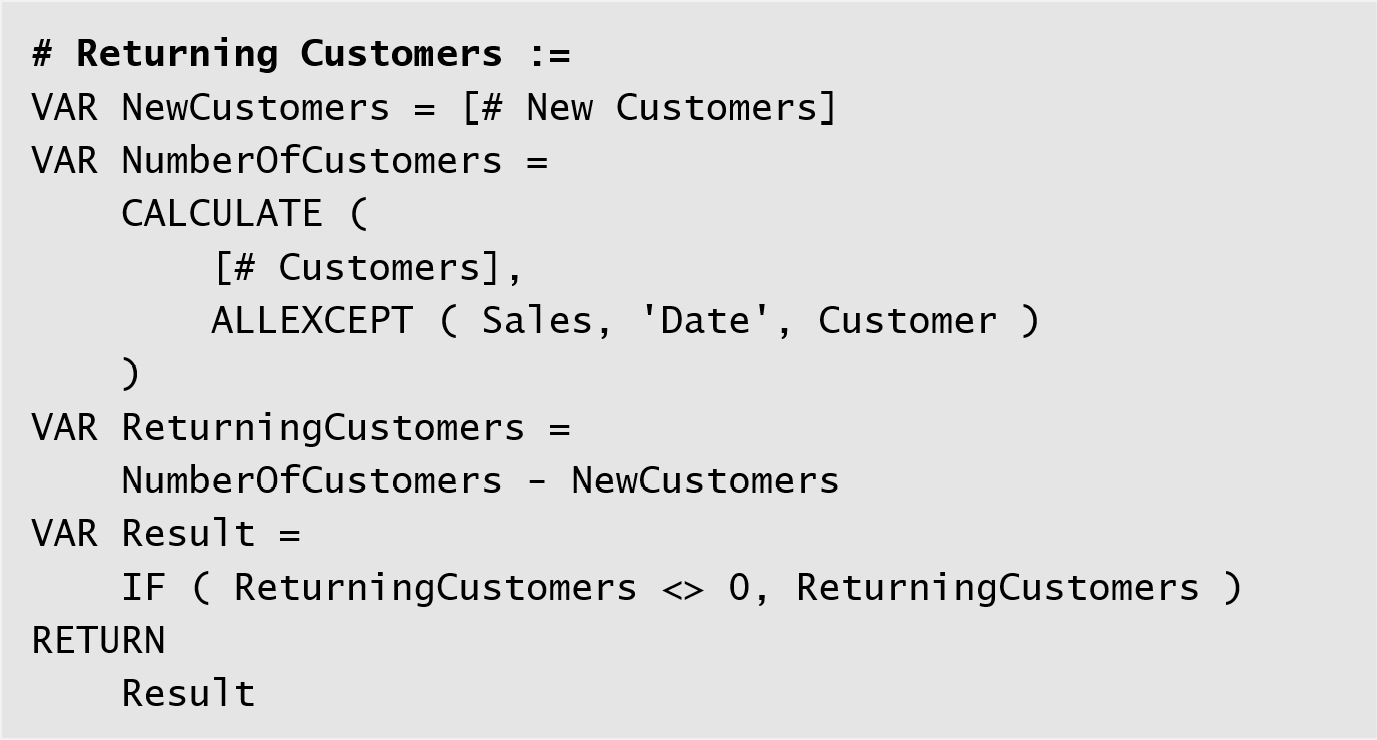 # Returning Customers :=
VAR NewCustomers = [# New Customers]
VAR NumberOfCustomers =
    CALCULATE (
        [# Customers],
        ALLEXCEPT ( Sales, 'Date', Customer )
    )
VAR ReturningCustomers =
    NumberOfCustomers – NewCustomers
VAR Result =
    IF ( ReturningCustomers <> 0, ReturningCustomers )
RETURN
    Result